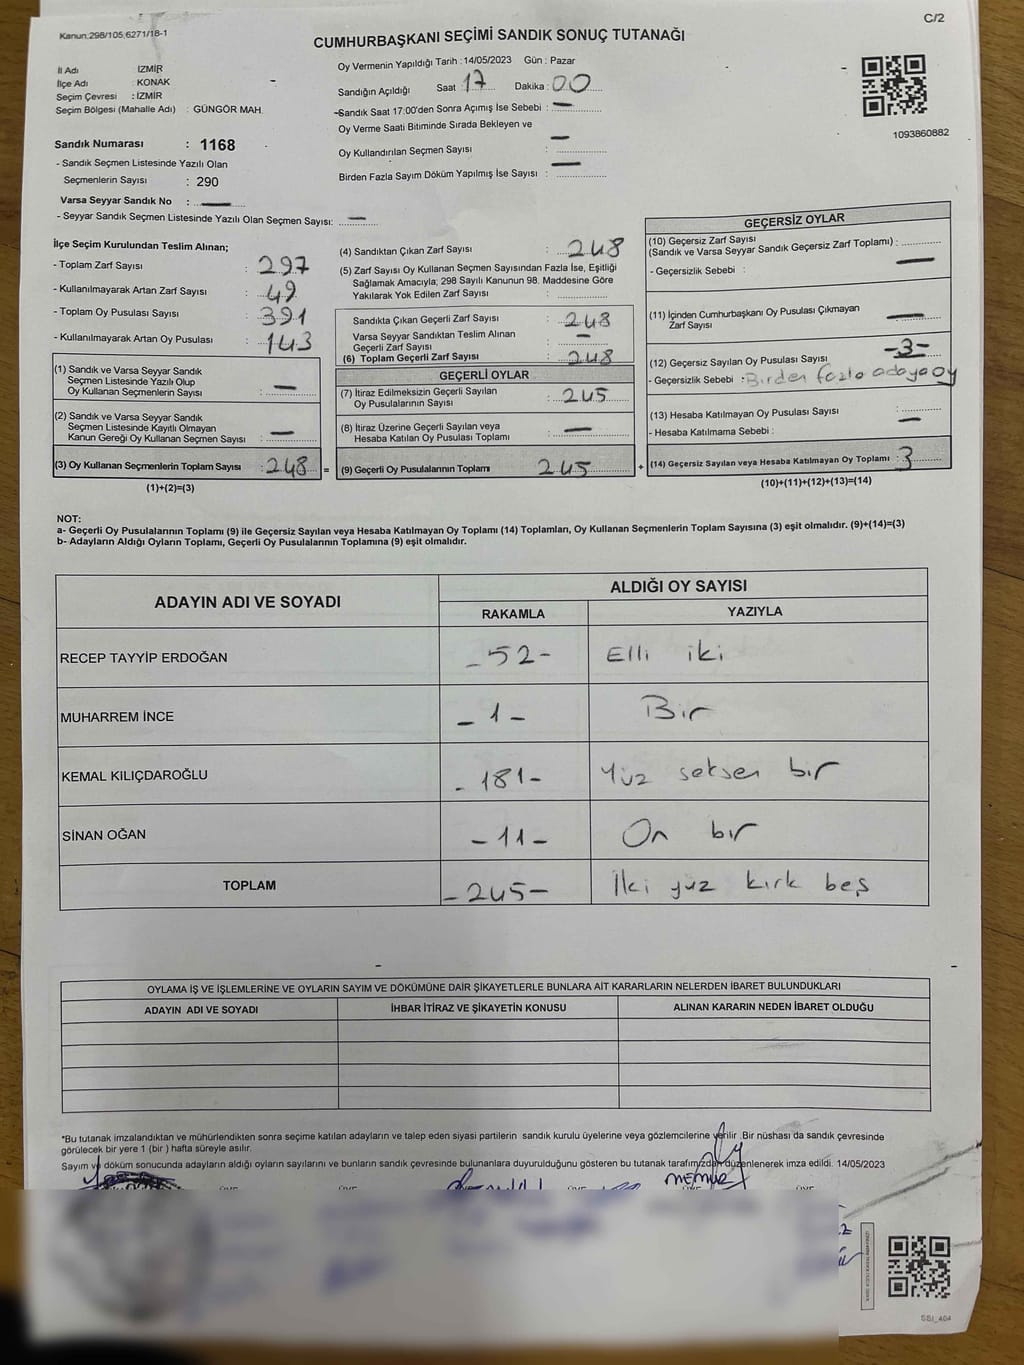 Kanun:298/105,6271/18-1
C/2
CUMHURBAŞKANI SEÇİMİ SANDIK SONUÇ TUTANAĞI
İl Adı İZMİR
İlçe Adı : KONAK
Seçim Çevresi : İZMİR
Seçim Bölgesi (Mahalle Adı) : GÜNGÖR MAH.
Sandık Numarası : 1168
- Sandık Seçmen Listesinde Yazılı Olan
Seçmenlerin Sayısı : 290
Varsa Seyyar Sandık No : —
- Seyyar Sandık Seçmen Listesinde Yazılı Olan Seçmen Sayısı: —
Oy Vermenin Yapıldığı Tarih : 14/05/2023 Gün : Pazar
Sandığın Açıldığı Saat : 17 Dakika : 00
-Sandık Saat 17:00'den Sonra Açımış İse Sebebi : —
Oy Verme Saati Bitiminde Sırada Bekleyen ve
Oy Kullandırılan Seçmen Sayısı : —
Birden Fazla Sayım Döküm Yapılmış İse Sayısı : —
1093860882
İlçe Seçim Kurulundan Teslim Alınan;
- Toplam Zarf Sayısı : 297
- Kullanılmayarak Artan Zarf Sayısı : 49
- Toplam Oy Pusulası Sayısı : 391
- Kullanılmayarak Artan Oy Pusulası : 143
(1) Sandık ve Varsa Seyyar Sandık
Seçmen Listesinde Yazılı Olup
Oy Kullanan Seçmenlerin Sayısı : —
(2) Sandık ve Varsa Seyyar Sandık
Seçmen Listesinde Kayıtlı Olmayan
Kanun Gereği Oy Kullanan Seçmen Sayısı : —
(3) Oy Kullanan Seçmenlerin Toplam Sayısı : 248 =
(1)+(2)=(3)
(4) Sandıktan Çıkan Zarf Sayısı : 248
(5) Zarf Sayısı Oy Kullanan Seçmen Sayısından Fazla İse, Eşitliği
Sağlamak Amacıyla, 298 Sayılı Kanunun 98. Maddesine Göre
Yakılarak Yok Edilen Zarf Sayısı :
Sandıkta Çıkan Geçerli Zarf Sayısı : 248
Varsa Seyyar Sandıktan Teslim Alınan
Geçerli Zarf Sayısı : —
(6) Toplam Geçerli Zarf Sayısı : 248
GEÇERLİ OYLAR
(7) İtiraz Edilmeksizin Geçerli Sayılan
Oy Pusulalarının Sayısı : 245
(8) İtiraz Üzerine Geçerli Sayılan veya
Hesaba Katılan Oy Pusulası Toplamı : —
(9) Geçerli Oy Pusulalarının Toplamı 245 +
GEÇERSİZ OYLAR
(10) Geçersiz Zarf Sayısı
(Sandık ve Varsa Seyyar Sandık Geçersiz Zarf Toplamı) :
- Geçersizlik Sebebi : —
(11) İçinden Cumhurbaşkanı Oy Pusulası Çıkmayan
Zarf Sayısı —
(12) Geçersiz Sayılan Oy Pusulası Sayısı -3-
- Geçersizlik Sebebi : Birden fazla adaya oy
(13) Hesaba Katılmayan Oy Pusulası Sayısı : —
- Hesaba Katılmama Sebebi :
(14) Geçersiz Sayılan veya Hesaba Katılmayan Oy Toplamı : 3
(10)+(11)+(12)+(13)=(14)
NOT:
a- Geçerli Oy Pusulalarının Toplamı (9) ile Geçersiz Sayılan veya Hesaba Katılmayan Oy Toplamı (14) Toplamları, Oy Kullanan Seçmenlerin Toplam Sayısına (3) eşit olmalıdır. (9)+(14)=(3)
b- Adayların Aldığı Oyların Toplamı, Geçerli Oy Pusulalarının Toplamına (9) eşit olmalıdır.
ADAYIN ADI VE SOYADI
ALDIĞI OY SAYISI
RAKAMLA YAZIYLA
RECEP TAYYİP ERDOĞAN -52- Elli iki
MUHARREM İNCE -1- Bir
KEMAL KILIÇDAROĞLU -181- Yüz seksen bir
SİNAN OĞAN -11- On bir
TOPLAM -245- İki yüz kırk beş
OYLAMA İŞ VE İŞLEMLERİNE VE OYLARIN SAYIM VE DÖKÜMÜNE DAİR ŞİKAYETLERLE BUNLARA AİT KARARLARIN NELERDEN İBARET BULUNDUKLARI
ADAYIN ADI VE SOYADI İHBAR İTİRAZ VE ŞİKAYETİN KONUSU ALINAN KARARIN NEDEN İBARET OLDUĞU
*Bu tutanak imzalandıktan ve mühürlendikten sonra seçime katılan adayların ve talep eden siyasi partilerin sandık kurulu üyelerine veya gözlemcilerine verilir. Bir nüshası da sandık çevresinde
görülecek bir yere 1 (bir) hafta süreyle asılır.
Sayım ve döküm sonucunda adayların aldığı oyların sayılarını ve bunların sandık çevresinde bulunanlara duyurulduğunu gösteren bu tutanak tarafımızdan düzenlenerek imza edildi. 14/05/2023
MEMUR
SSI_404